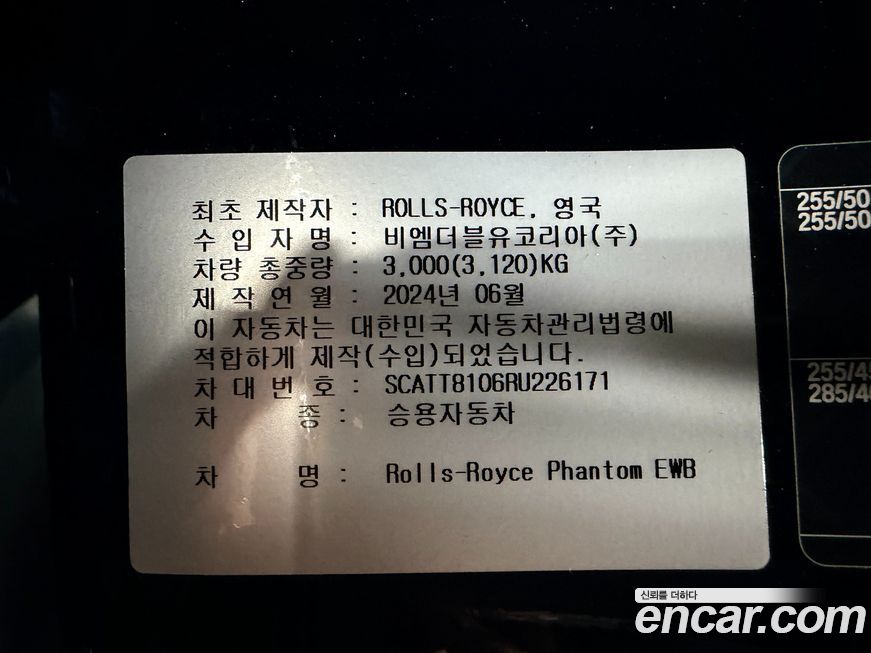 최초 제작자 : ROLLS-ROYCE, 영국
수 입 자 명 : 비엠더블유코리아(주)
차량 총중량 : 3,000(3,120)KG
제 작 연 월 : 2024년 06월
이 자동차는 대한민국 자동차관리법령에
적합하게 제작(수입)되었습니다.
차 대 번 호 : SCATT8106RU226171
차 종 : 승용자동차
차 명 : Rolls-Royce Phantom EWB
255/50
255/50
255/45
285/40
신뢰를 더하다
encar.com